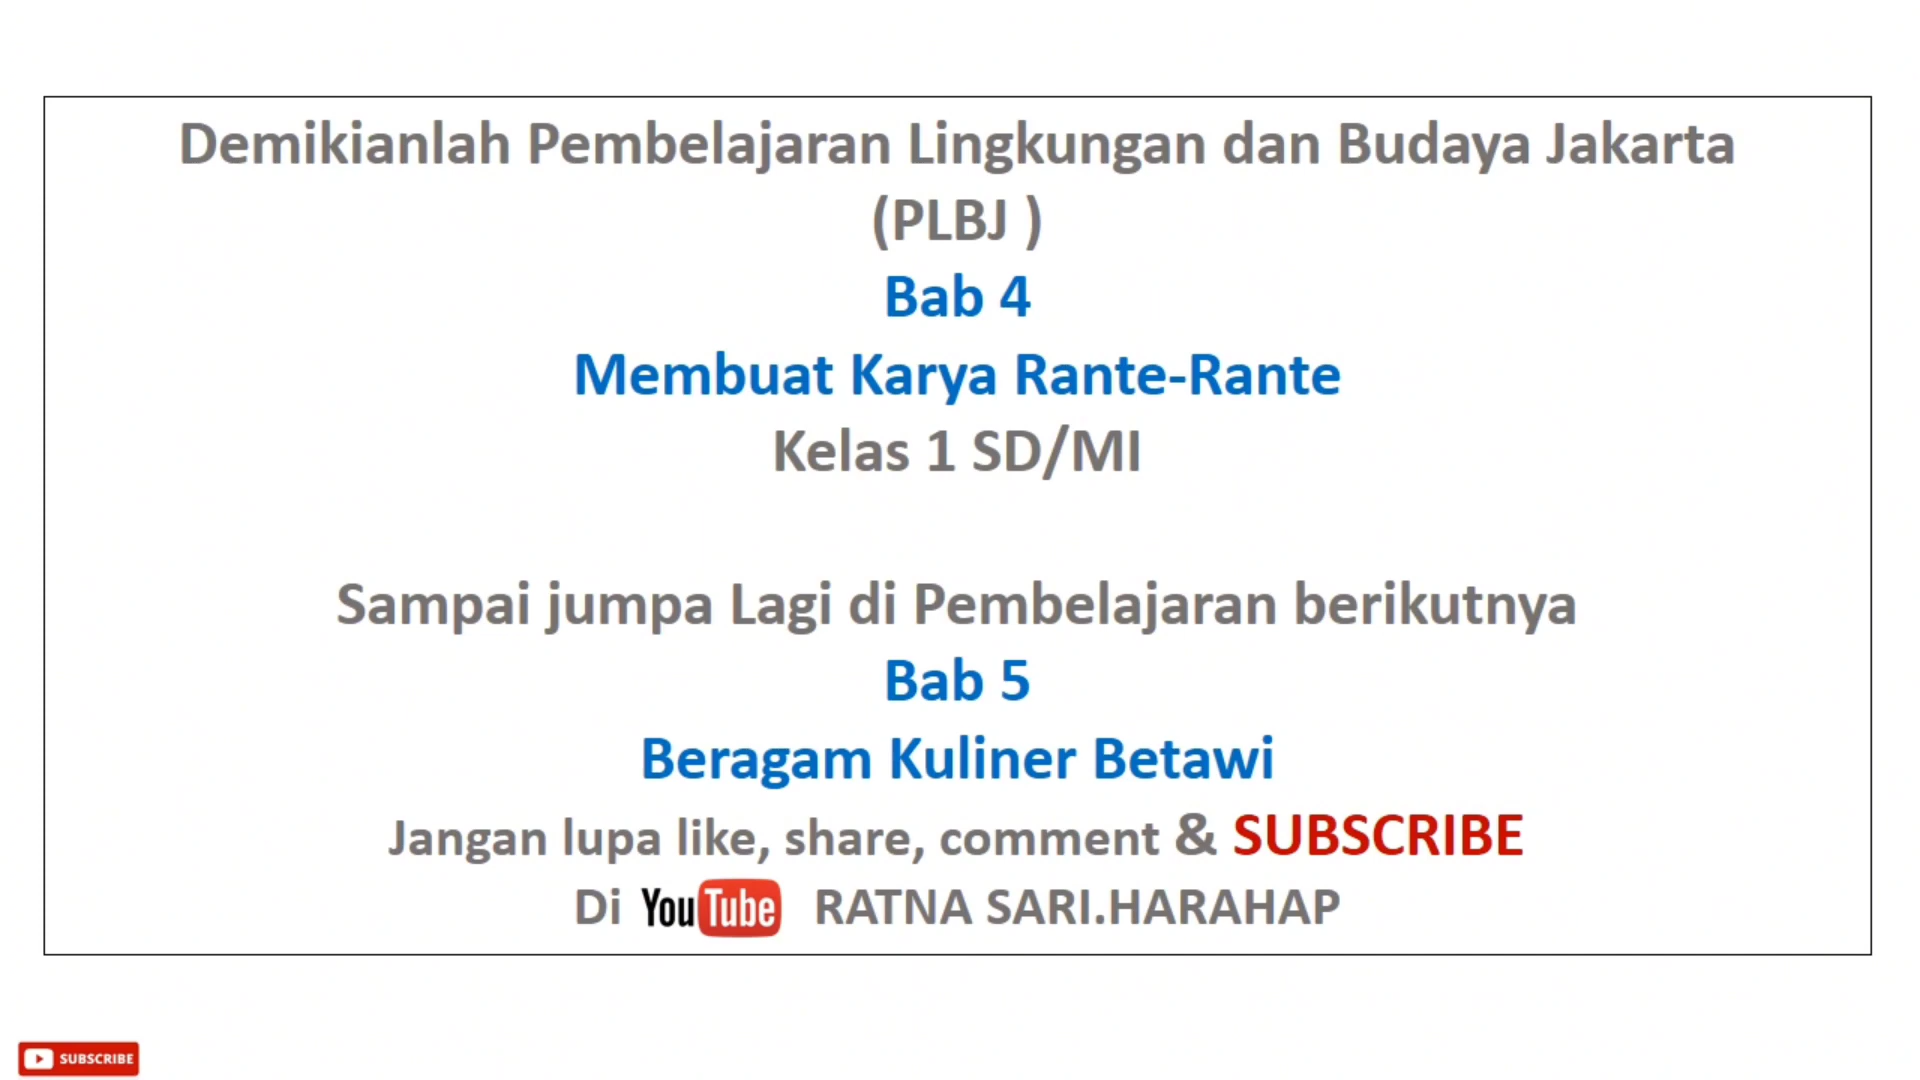 Demikianlah Pembelajaran Lingkungan dan Budaya Jakarta
(PLBJ )
Bab 4
Membuat Karya Rante-Rante
Kelas 1 SD/MI
Sampai jumpa Lagi di Pembelajaran berikutnya
Bab 5
Beragam Kuliner Betawi
Jangan lupa like, share, comment & SUBSCRIBE
Di YouTube RATNA SARI.HARAHAP
SUBSCRIBE